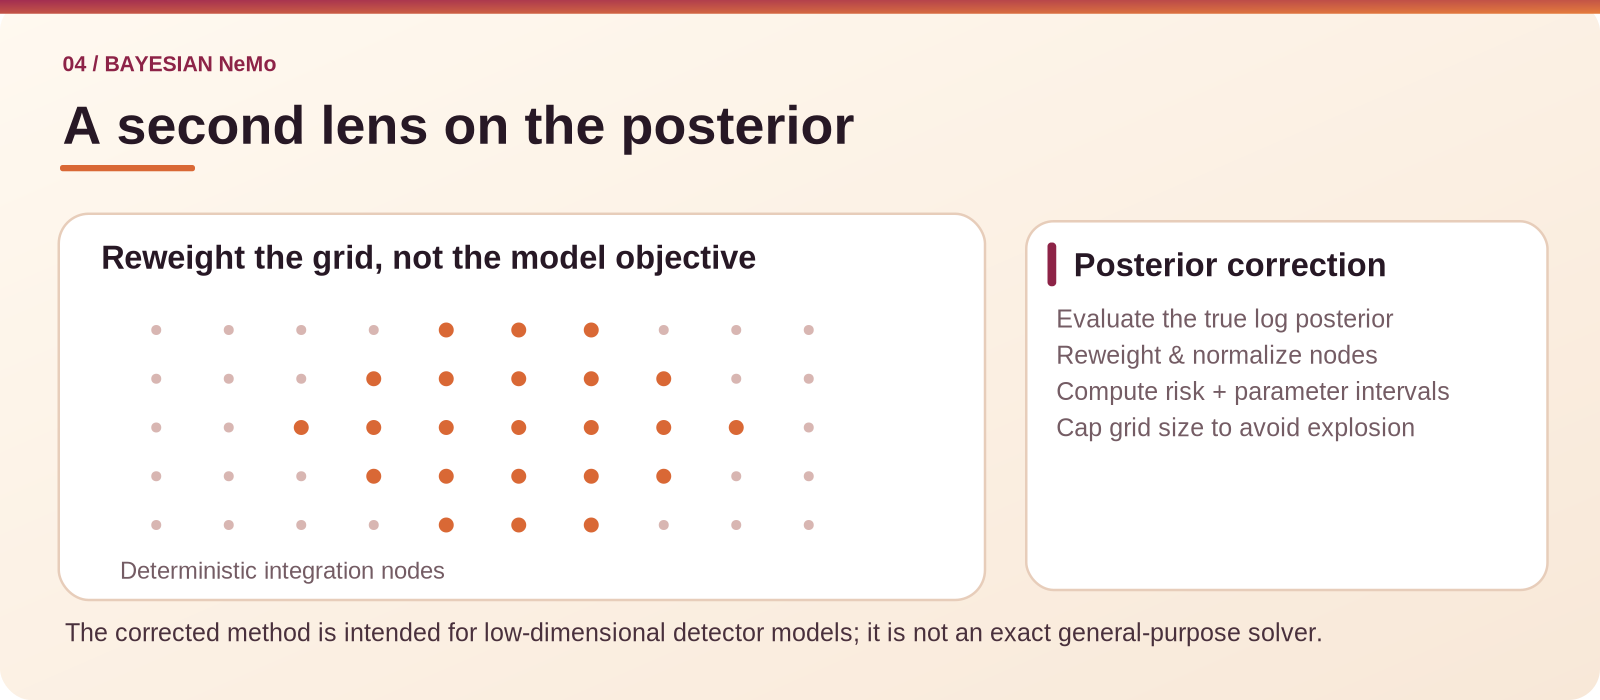 04 / BAYESIAN NeMo
A second lens on the posterior
Reweight the grid, not the model objective
Deterministic integration nodes
Posterior correction
Evaluate the true log posterior
Reweight & normalize nodes
Compute risk + parameter intervals
Cap grid size to avoid explosion
The corrected method is intended for low-dimensional detector models; it is not an exact general-purpose solver.